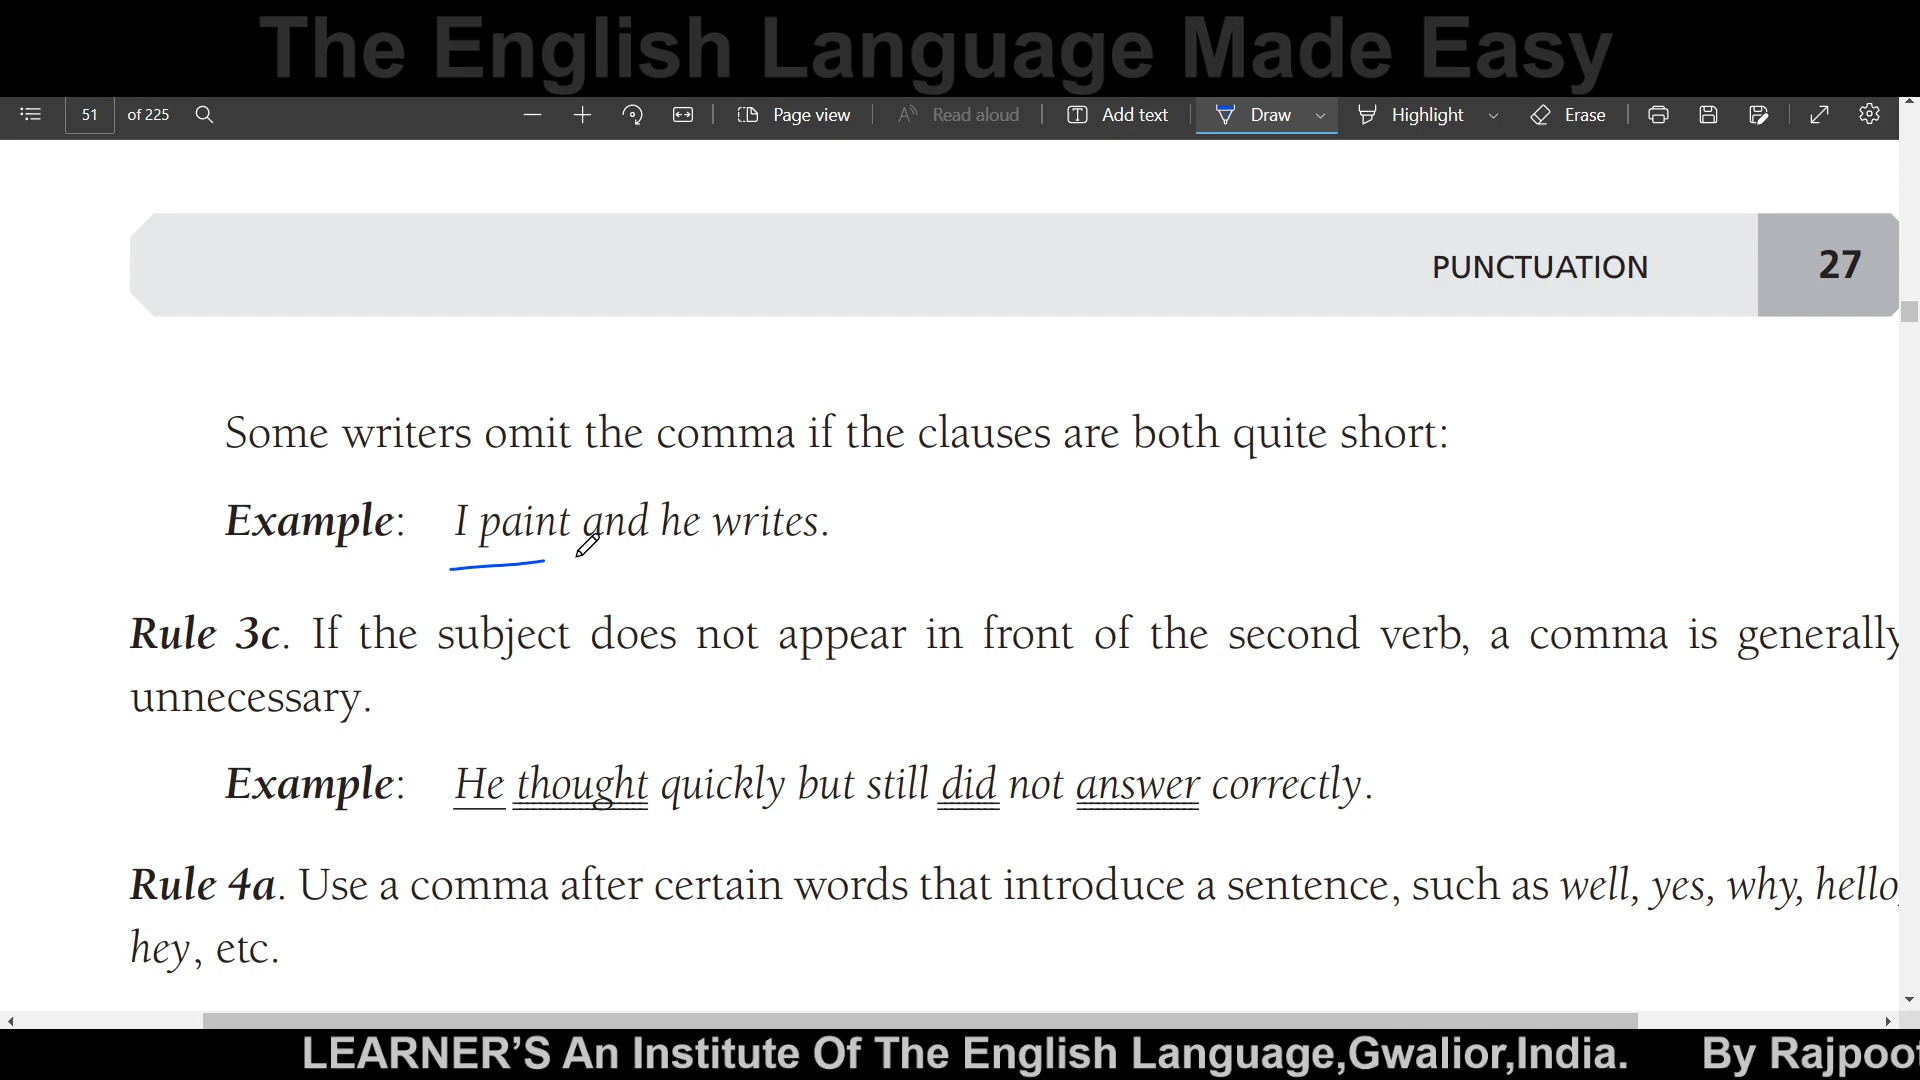 The English Language Made Easy
51 of 225 Page view Read aloud Add text Draw Highlight Erase
PUNCTUATION 27
Some writers omit the comma if the clauses are both quite short:
Example: I paint and he writes.
Rule 3c. If the subject does not appear in front of the second verb, a comma is generally
unnecessary.
Example: He thought quickly but still did not answer correctly.
Rule 4a. Use a comma after certain words that introduce a sentence, such as well, yes, why, hello,
hey, etc.
LEARNER'S An Institute Of The English Language,Gwalior,India. By Rajpoot